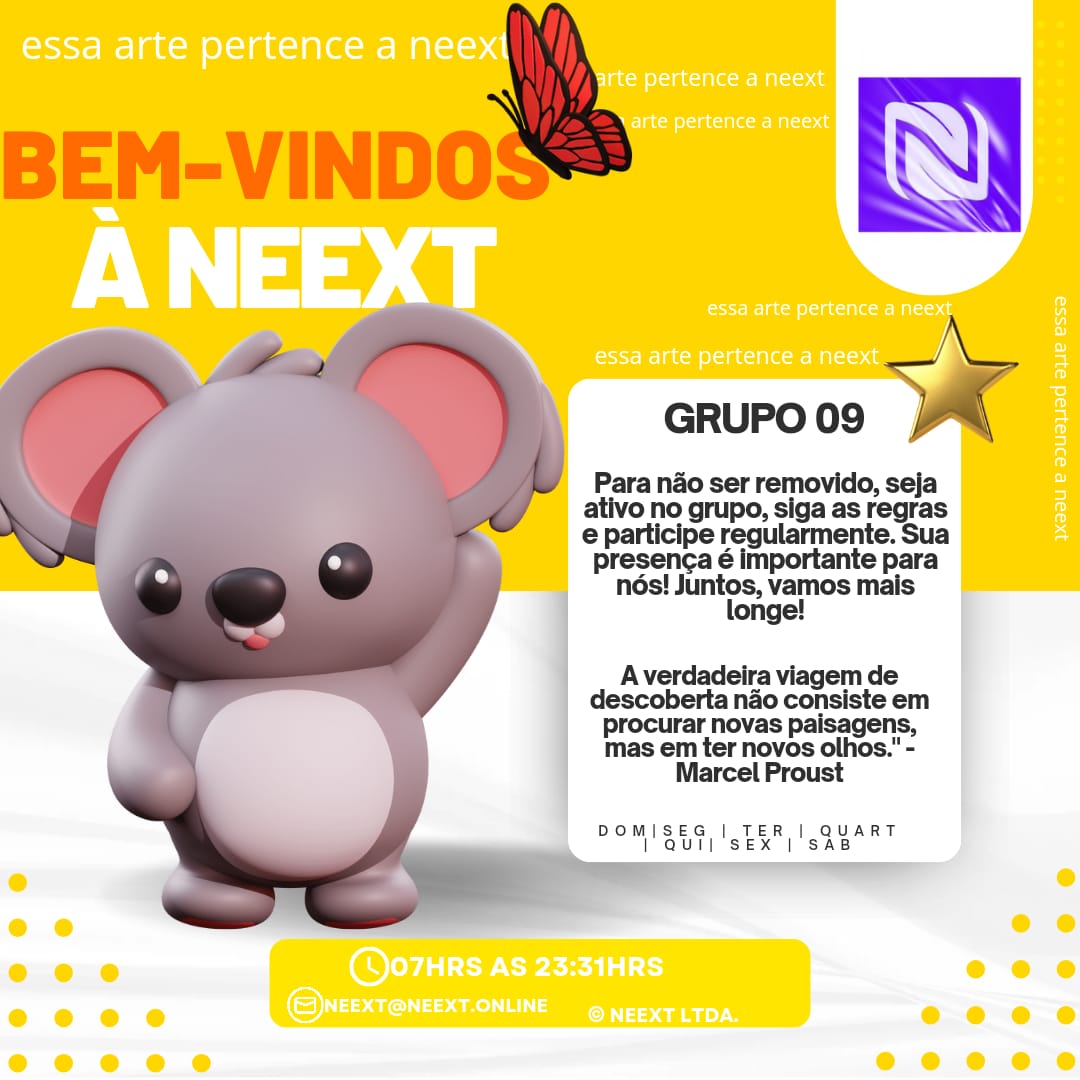 essa arte pertence a neext
arte pertence a neext
arte pertence a neext
BEM-VINDOS
À NEEXT
essa arte pertence a neext
essa arte pertence a neext
essa arte pertence a neext
GRUPO 09
Para não ser removido, seja
ativo no grupo, siga as regras
e participe regularmente. Sua
presença é importante para
nós! Juntos, vamos mais
longe!
A verdadeira viagem de
descoberta não consiste em
procurar novas paisagens,
mas em ter novos olhos." -
Marcel Proust
DOM|SEG | TER | QUART
| QUI| SEX | SAB
07HRS AS 23:31HRS
NEEXT@NEEXT.ONLINE
© NEEXT LTDA.